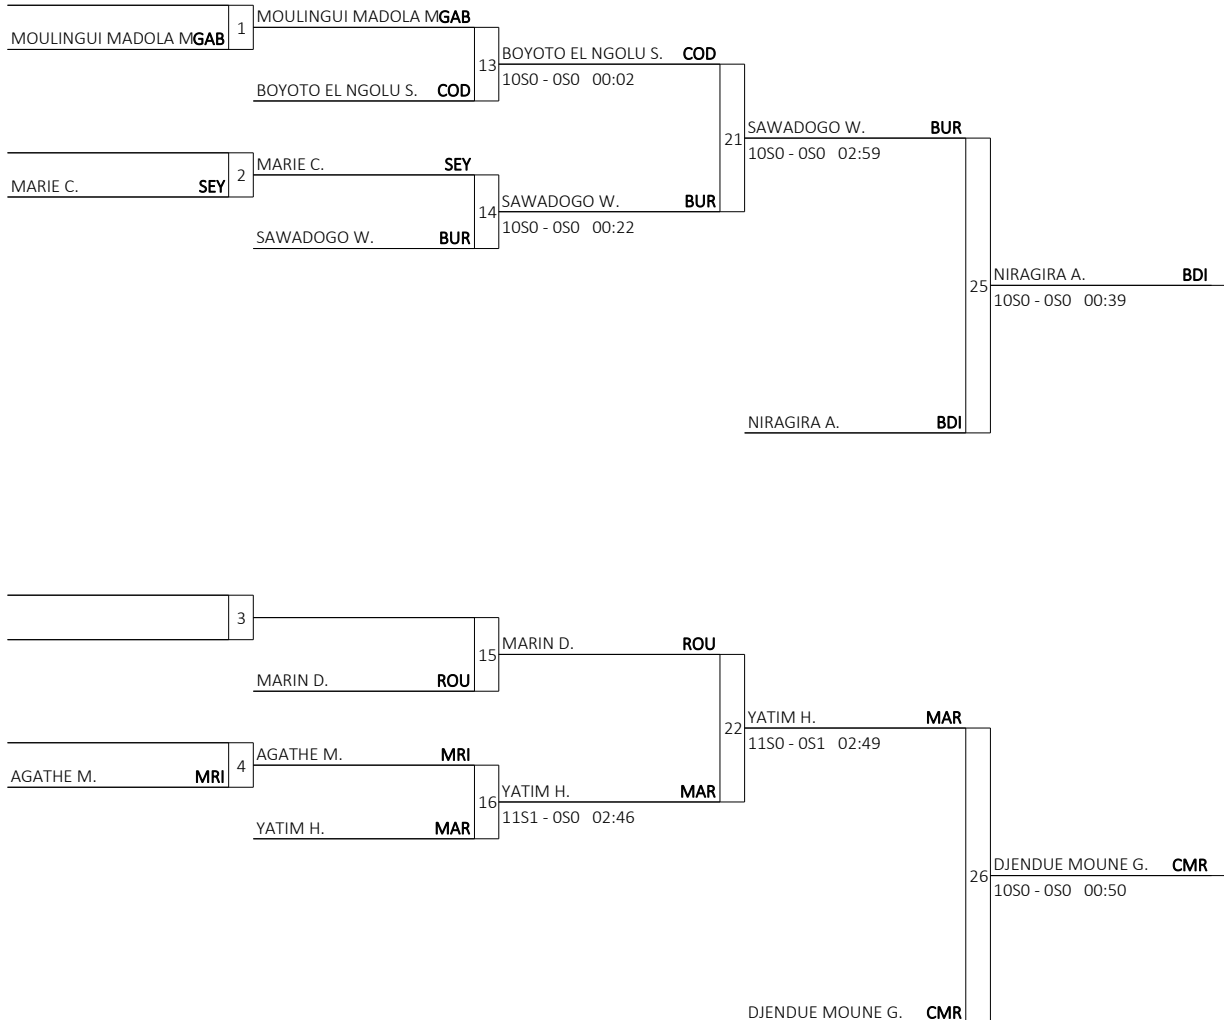 MOULINGUI MADOLA M GAB
1
MOULINGUI MADOLA M GAB
BOYOTO EL NGOLU S. COD
13
BOYOTO EL NGOLU S. COD
10S0 - 0S0 00:02
MARIE C. SEY
2
MARIE C. SEY
SAWADOGO W. BUR
14
SAWADOGO W. BUR
10S0 - 0S0 00:22
21
SAWADOGO W. BUR
10S0 - 0S0 02:59
NIRAGIRA A. BDI
25
NIRAGIRA A. BDI
10S0 - 0S0 00:39
3
MARIN D. ROU
15
MARIN D. ROU
AGATHE M. MRI
4
AGATHE M. MRI
YATIM H. MAR
16
YATIM H. MAR
11S1 - 0S0 02:46
22
YATIM H. MAR
11S0 - 0S1 02:49
DJENDUE MOUNE G. CMR
26
DJENDUE MOUNE G. CMR
10S0 - 0S0 00:50